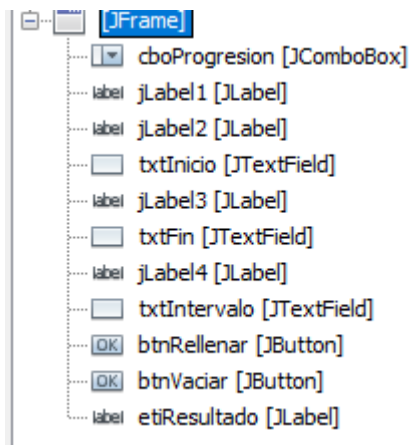 [JFrame]
cboProgresion [JComboBox]
label jLabel1 [JLabel]
label jLabel2 [JLabel]
txtInicio [JTextField]
label jLabel3 [JLabel]
txtFin [JTextField]
label jLabel4 [JLabel]
txtIntervalo [JTextField]
OK btnRellenar [JButton]
OK btnVaciar [JButton]
label etiResultado [JLabel]